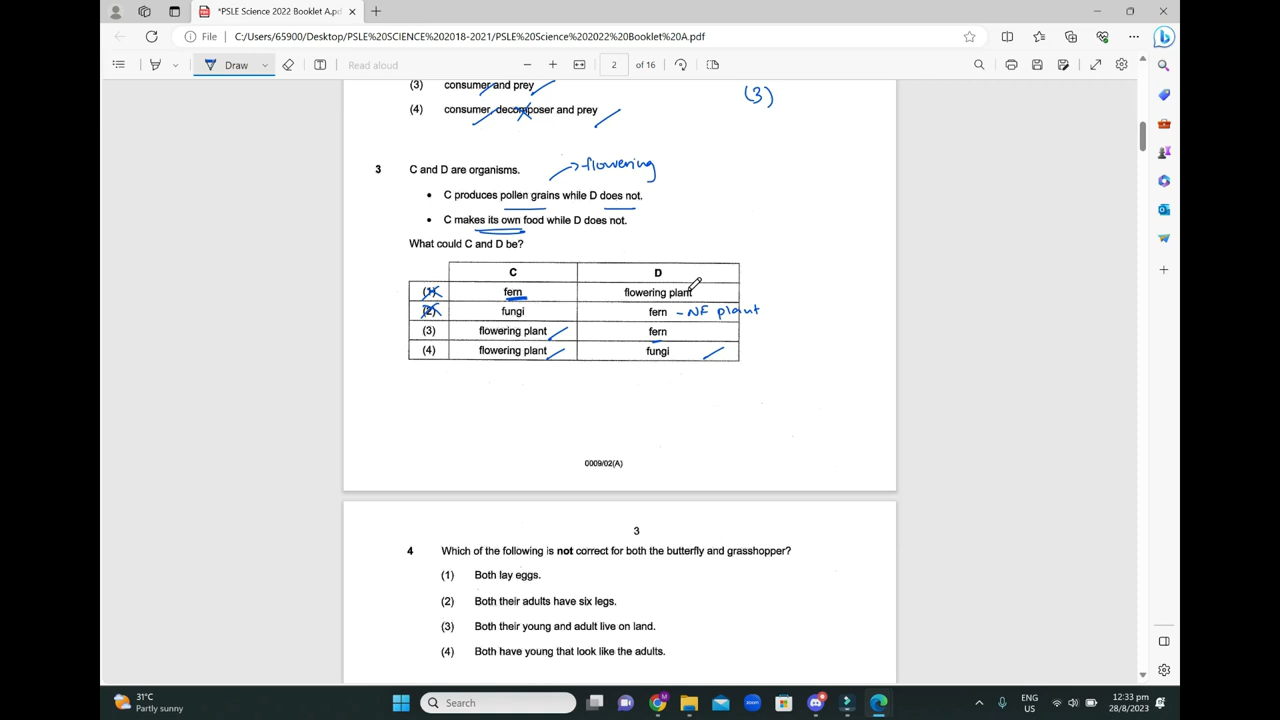 *PSLE Science 2022 Booklet A.pd
File
C:/Users/65900/Desktop/PSLE%20SCIENCE%202018-2021/PSLE%20Science%202022%20Booklet%20A.pdf
Draw
Read aloud
2 of 16
(3) consumer and prey
(3)
(4) consumer, decomposer and prey
flowering
3 C and D are organisms.
• C produces pollen grains while D does not.
• C makes its own food while D does not.
What could C and D be?
C D
(1) fern flowering plant
(2) fungi fern - NF plant
(3) flowering plant fern
(4) flowering plant fungi
0009/02(A)
3
4 Which of the following is not correct for both the butterfly and grasshopper?
(1) Both lay eggs.
(2) Both their adults have six legs.
(3) Both their young and adult live on land.
(4) Both have young that look like the adults.
31°C
Partly sunny
Search
ENG
US
12:33 pm
28/8/2023